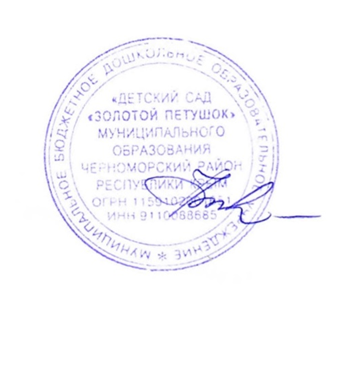 МУНИЦИПАЛЬНОЕ БЮДЖЕТНОЕ ДОШКОЛЬНОЕ ОБРАЗОВАТЕЛЬНОЕ УЧРЕЖДЕНИЕ *
«ДЕТСКИЙ САД
«ЗОЛОТОЙ ПЕТУШОК»
МУНИЦИПАЛЬНОГО
ОБРАЗОВАНИЯ
ЧЕРНОМОРСКИЙ РАЙОН
РЕСПУБЛИКИ КРЫМ
ОГРН
ИНН 9110088685